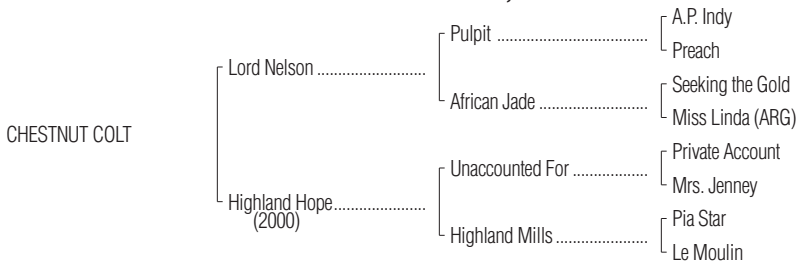 A.P. Indy
Pulpit ........................................
Preach
Lord Nelson ............................
Seeking the Gold
African Jade ............................
Miss Linda (ARG)
CHESTNUT COLT
Private Account
Unaccounted For ...................
Mrs. Jenney
Highland Hope........................
(2000)
Pia Star
Highland Mills ........................
Le Moulin